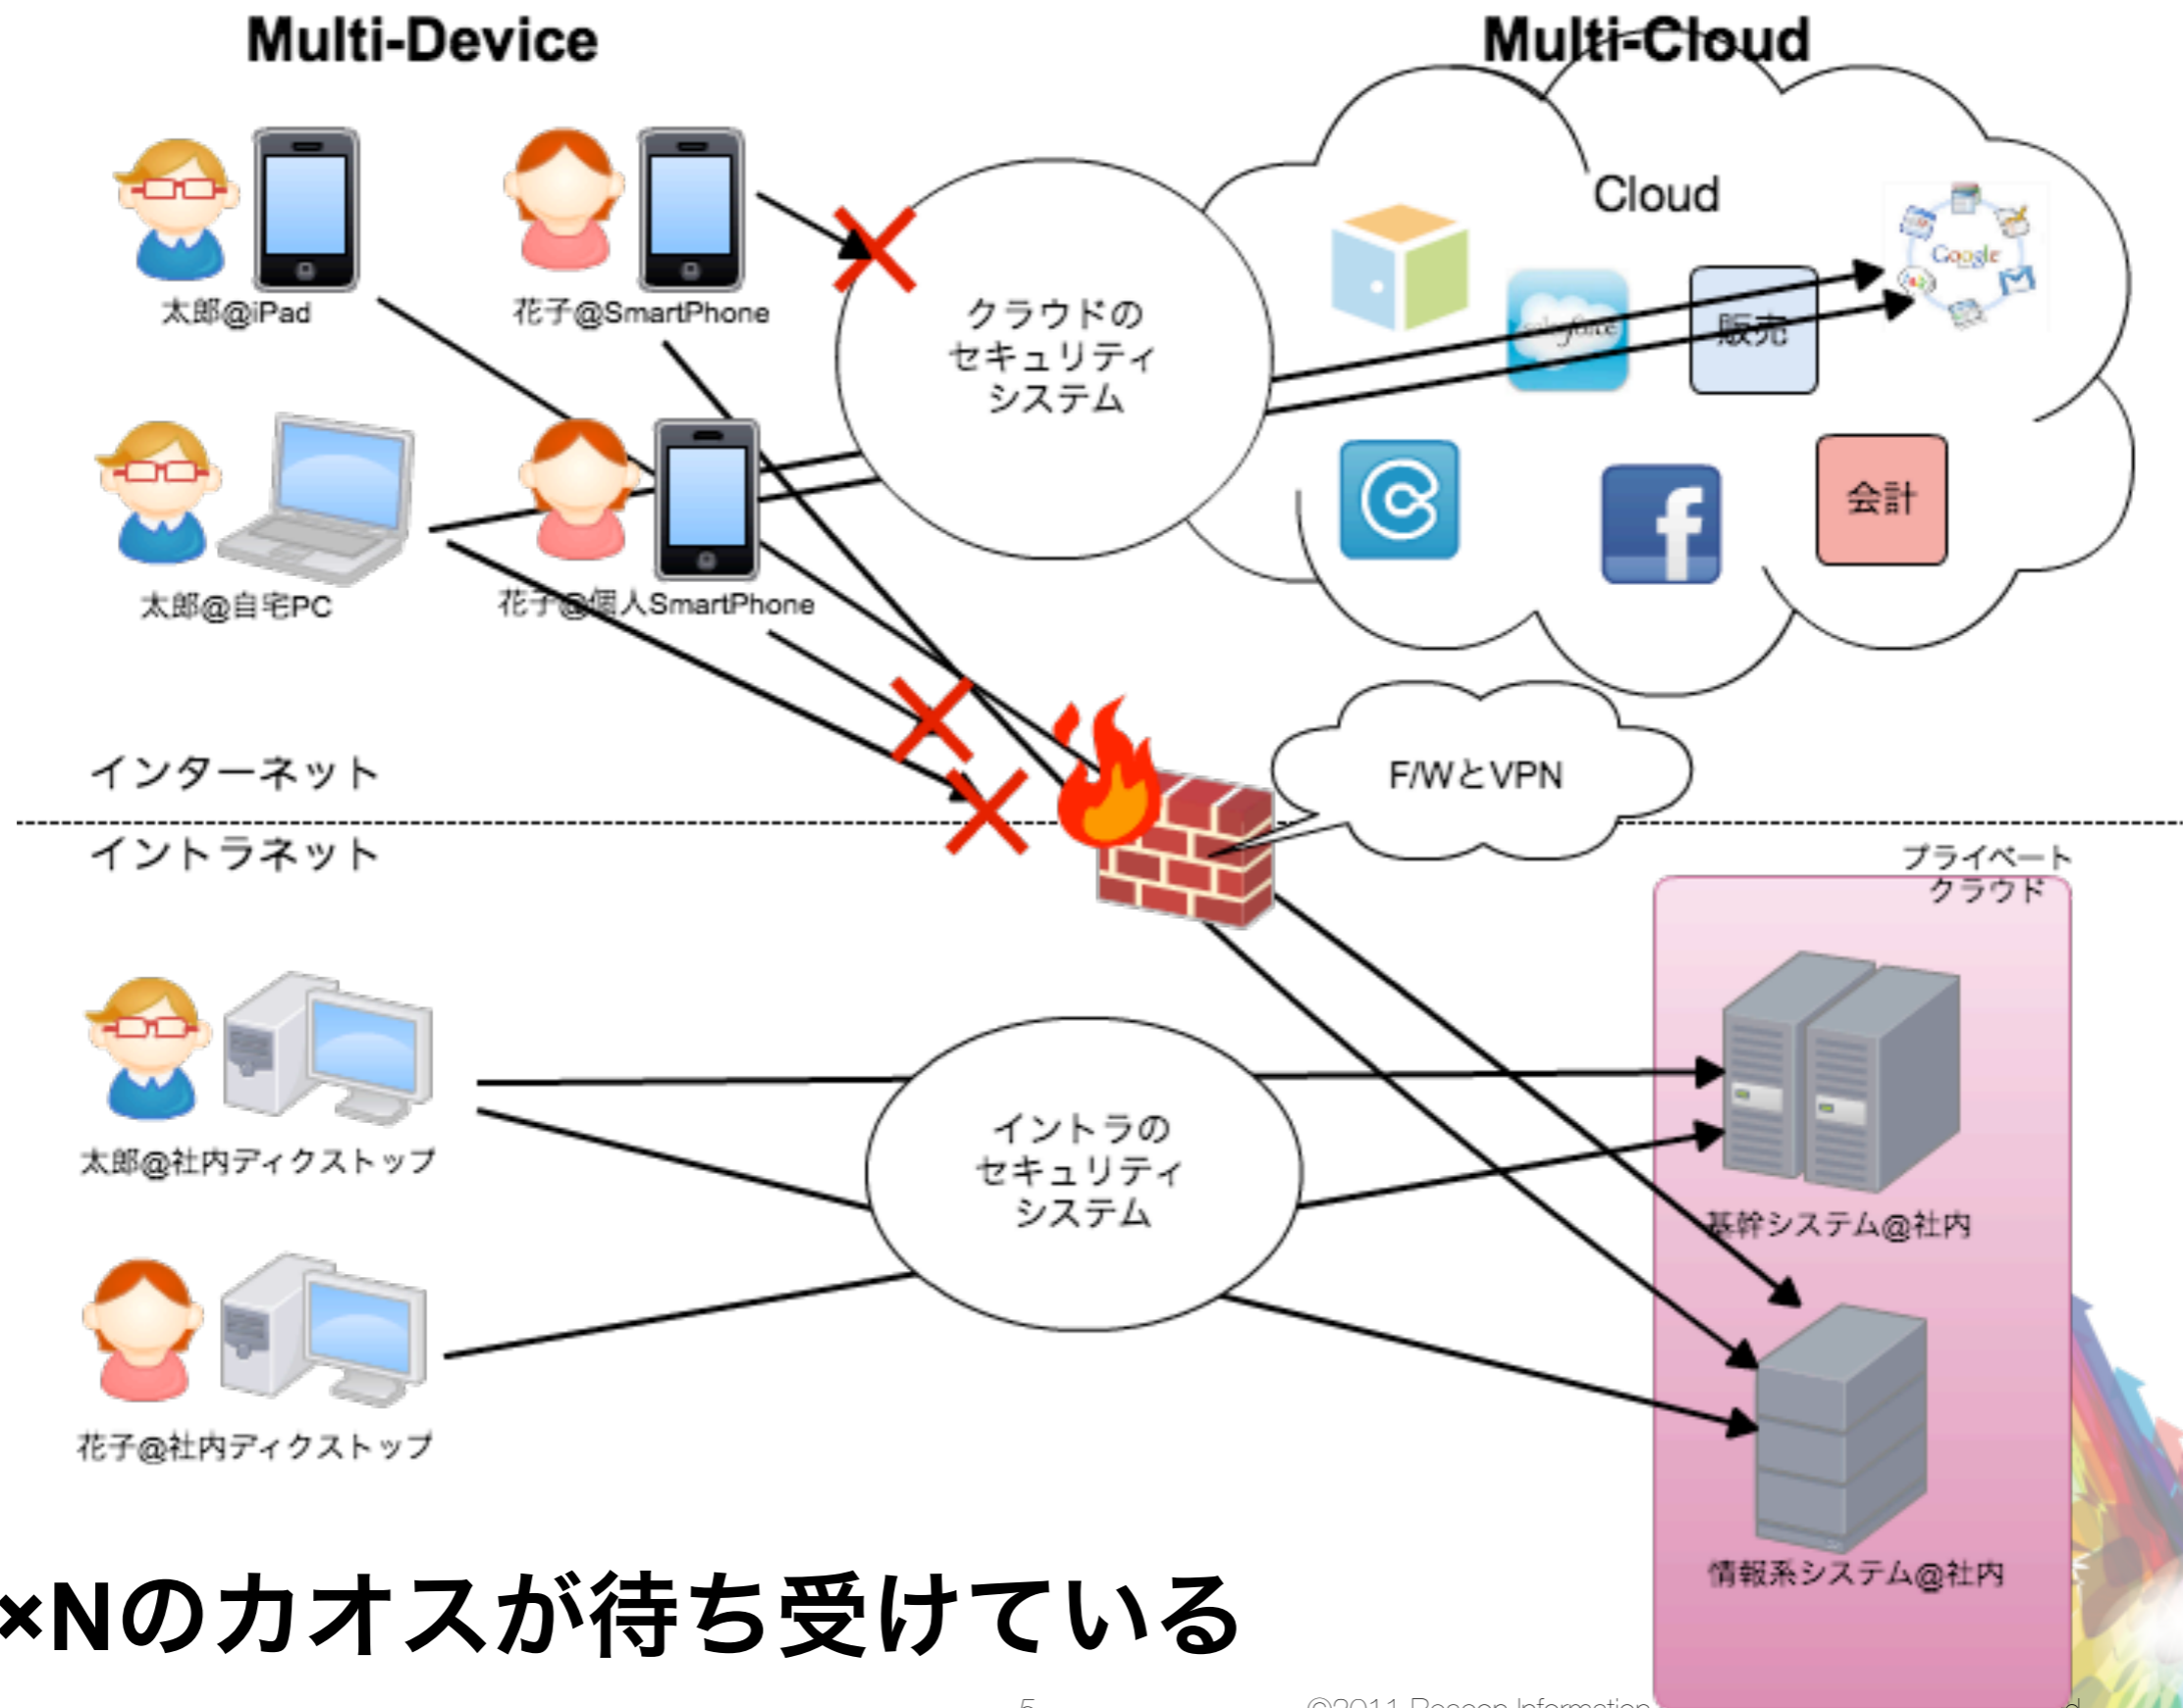 Multi-Device
Multi-Cloud
太郎@iPad
花子@SmartPhone
クラウドの
セキュリティ
システム
Cloud
salesforce
販売
Google
太郎@自宅PC
花子@個人SmartPhone
会計
インターネット
F/WとVPN
イントラネット
プライベート
クラウド
太郎@社内ディクストップ
イントラの
セキュリティ
システム
基幹システム@社内
花子@社内ディクストップ
情報系システム@社内
×Nのカオスが待ち受けている
5
©2011
Information